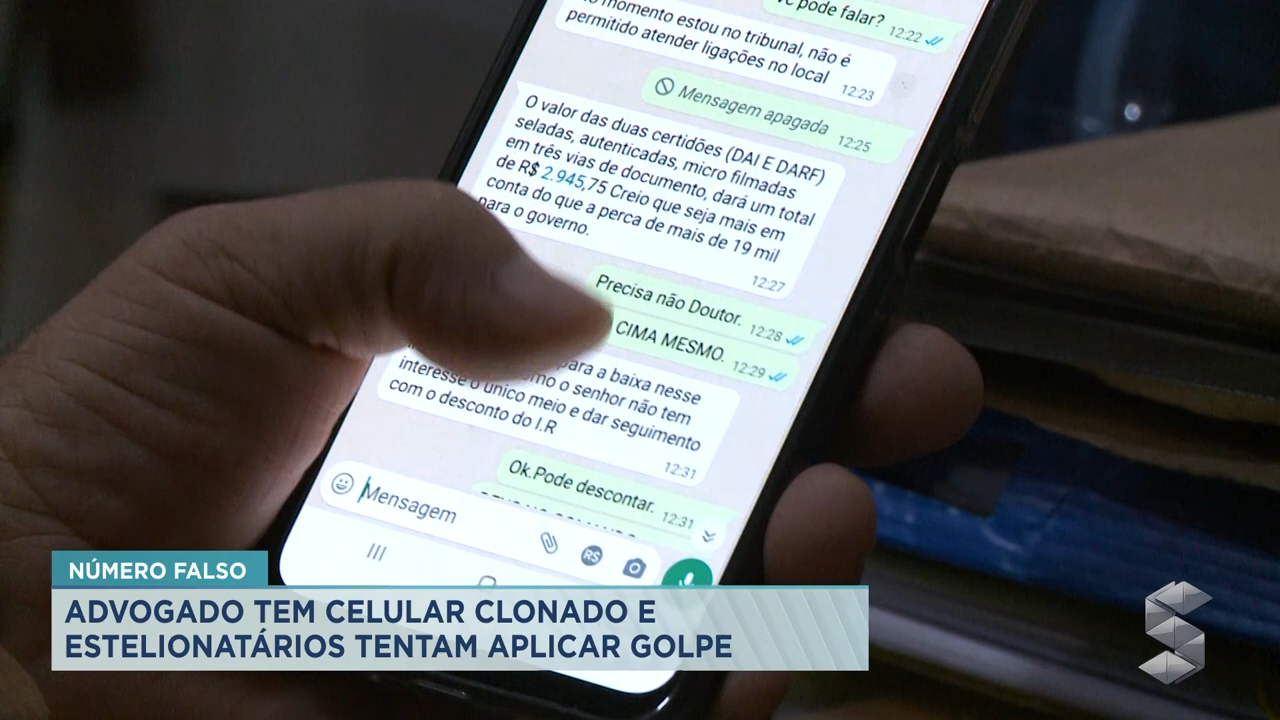 vc pode falar? 12:22
momento estou no tribunal, não é
permitido atender ligações no local
12:23
Mensagem apagada 12:25
O valor das duas certidões (DAI E DARF)
seladas, autenticadas, micro filmadas
em três vias de documento, dará um total
de R$ 2.945,75 Creio que seja mais em
conta do que a perca de mais de 19 mil
para o governo.
12:27
Precisa não Doutor. 12:28
CIMA MESMO. 12:29
para a baixa nesse
como o senhor não tem
interesse o único meio e dar seguimento
com o desconto do I.R
12:31
Ok.Pode descontar. 12:31
Mensagem
R$
NÚMERO FALSO
ADVOGADO TEM CELULAR CLONADO E
ESTELIONATÁRIOS TENTAM APLICAR GOLPE